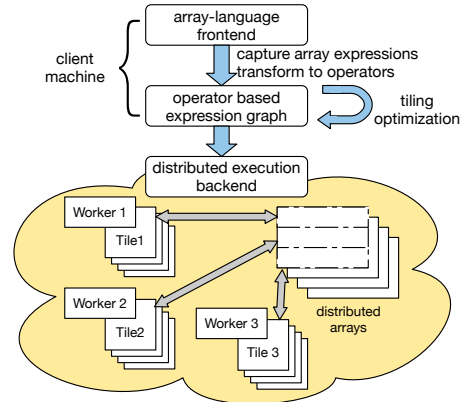 array-language
frontend
client
machine
capture array expressions
transform to operators
operator based
expression graph
tiling
optimization
distributed execution
backend
Worker 1
Tile1
Worker 2
Tile2
Worker 3
Tile 3
distributed
arrays